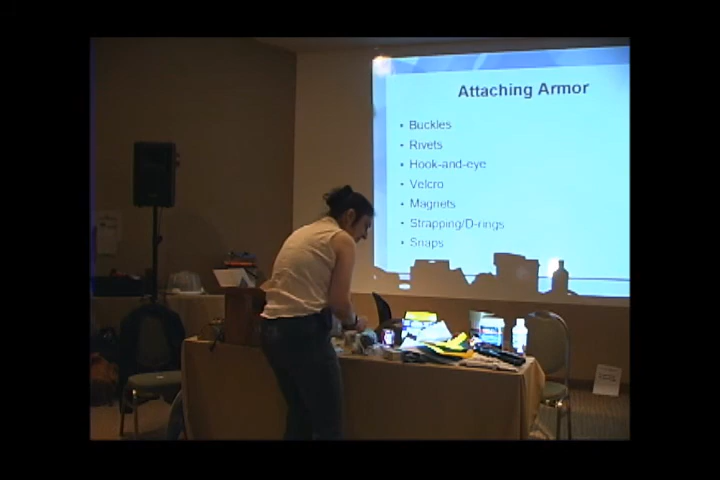 Attaching Armor
• Buckles
• Rivets
• Hook-and-eye
• Velcro
• Magnets
• Strapping/D-rings
• Snaps